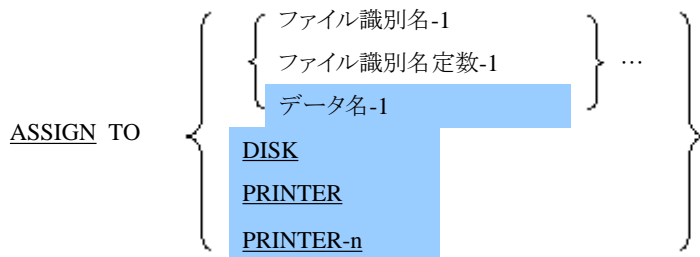 ファイル識別名-1
ファイル識別名定数-1 …
データ名-1
ASSIGN TO
DISK
PRINTER
PRINTER-n